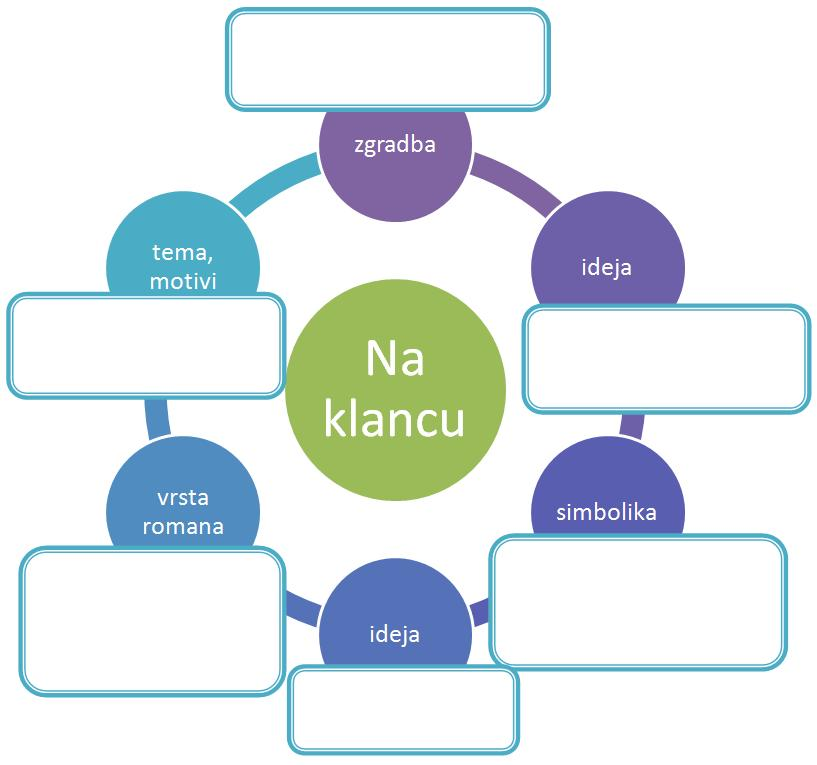 zgradba
tema,
motivi
ideja
Na
klancu
vrsta
romana
simbolika
ideja